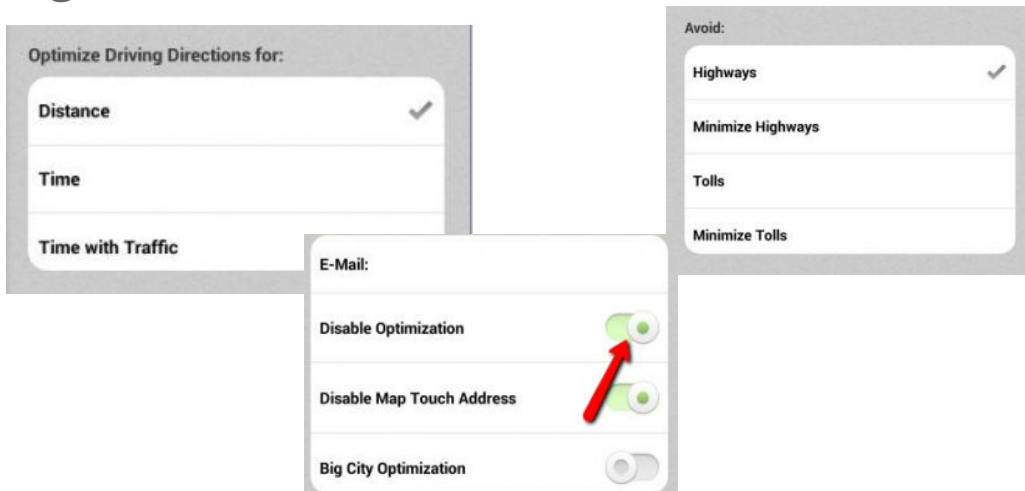 Optimize Driving Directions for:
Distance
Time
Time with Traffic
Avoid:
Highways
Minimize Highways
Tolls
Minimize Tolls
E-Mail:
Disable Optimization
Disable Map Touch Address
Big City Optimization